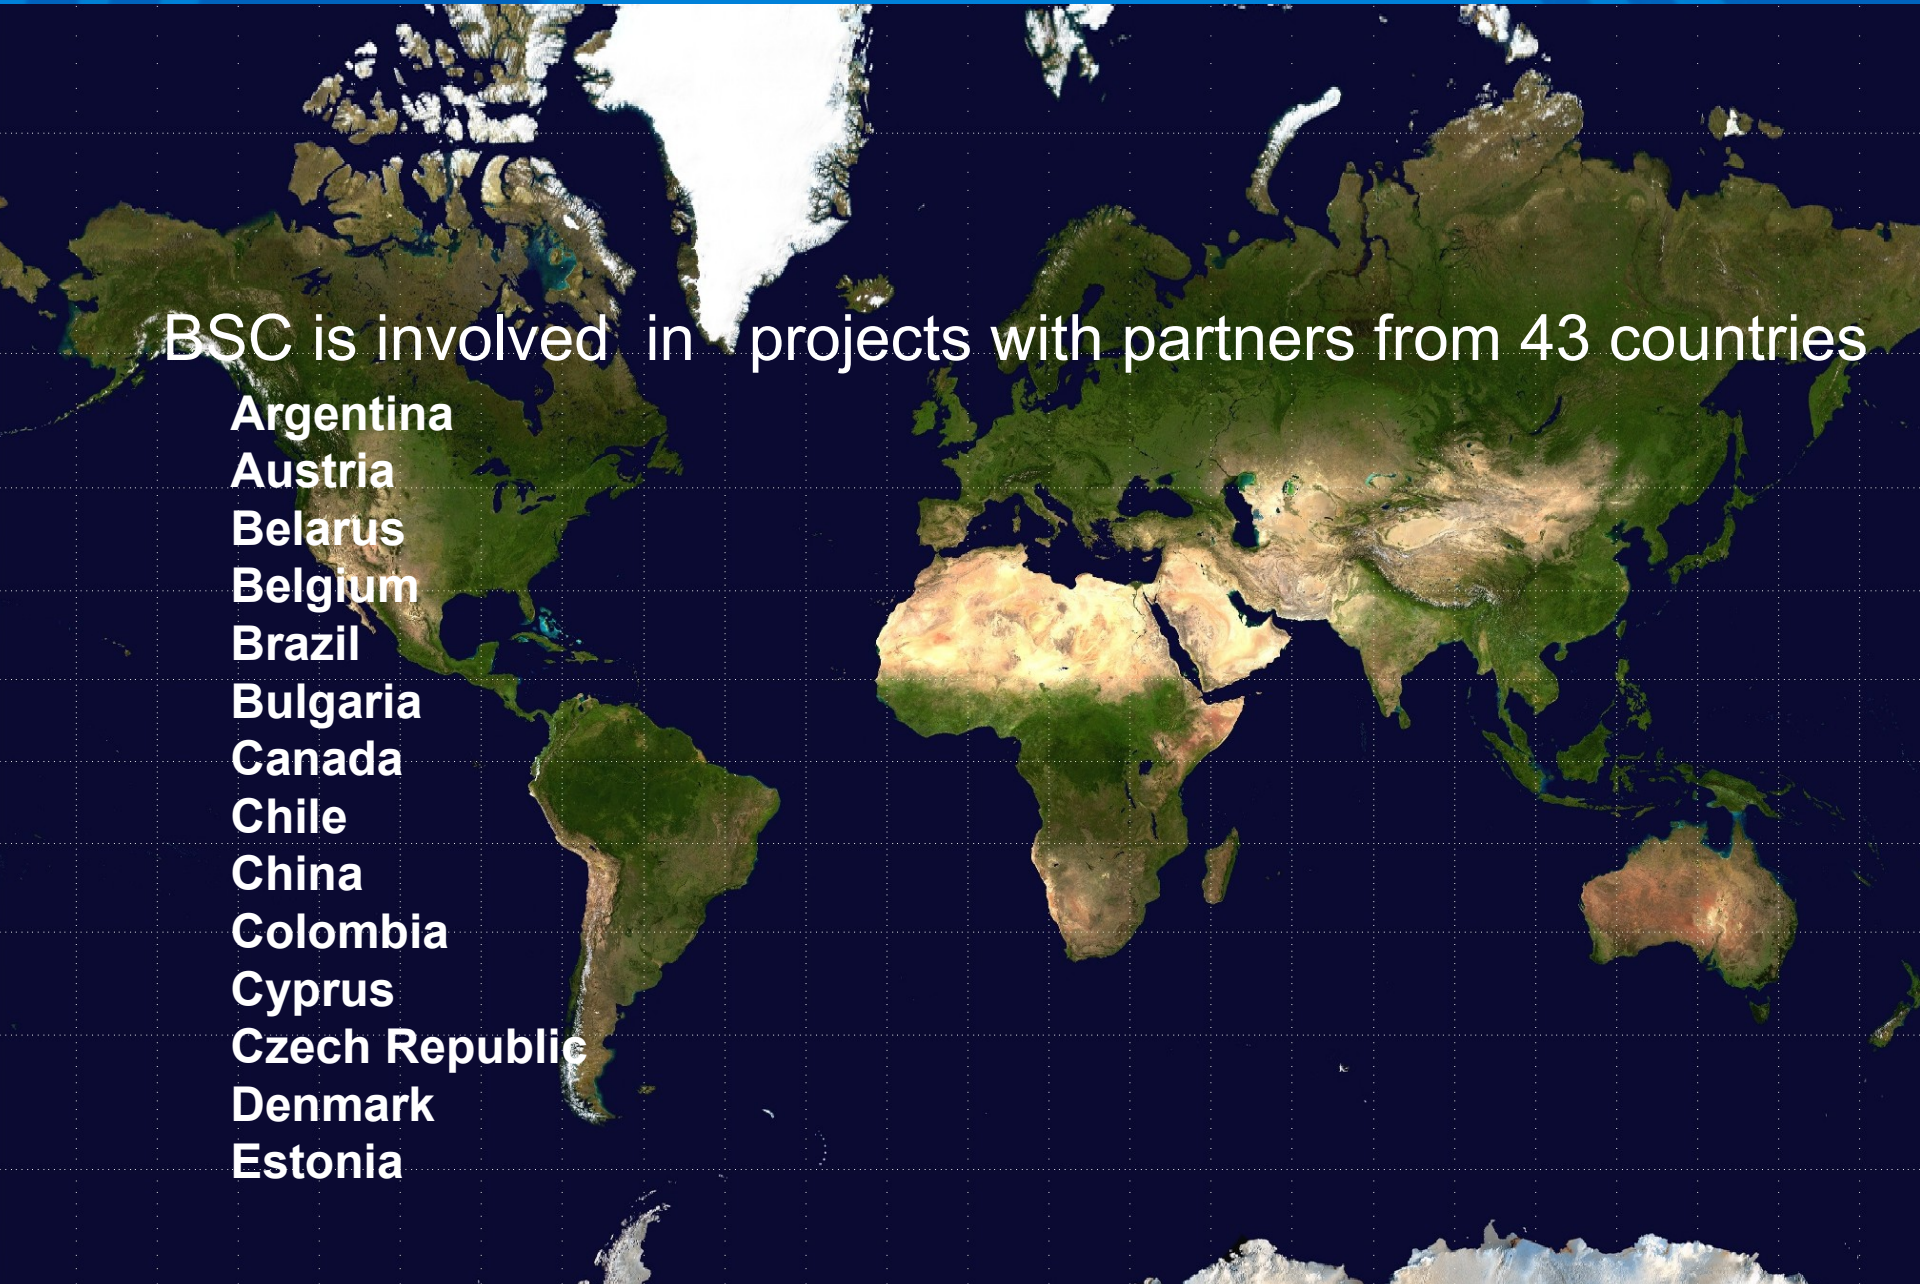 BSC is involved in projects with partners from 43 countries
Argentina
Austria
Belarus
Belgium
Brazil
Bulgaria
Canada
Chile
China
Colombia
Cyprus
Czech Republic
Denmark
Estonia